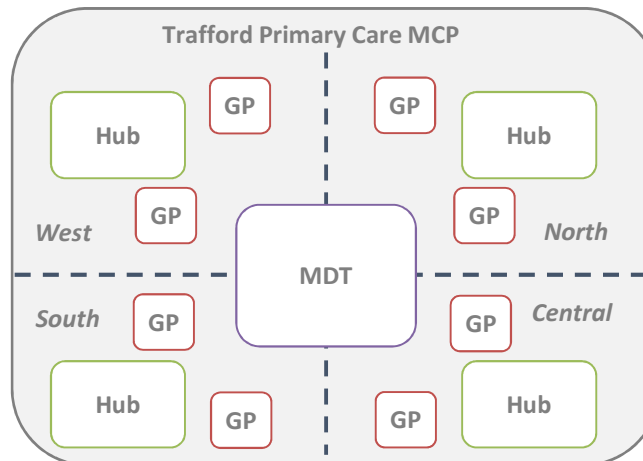 Trafford Primary Care MCP
GP
GP
Hub
Hub
GP
GP
West
North
MDT
South
GP
GP
Central
Hub
GP
GP
Hub